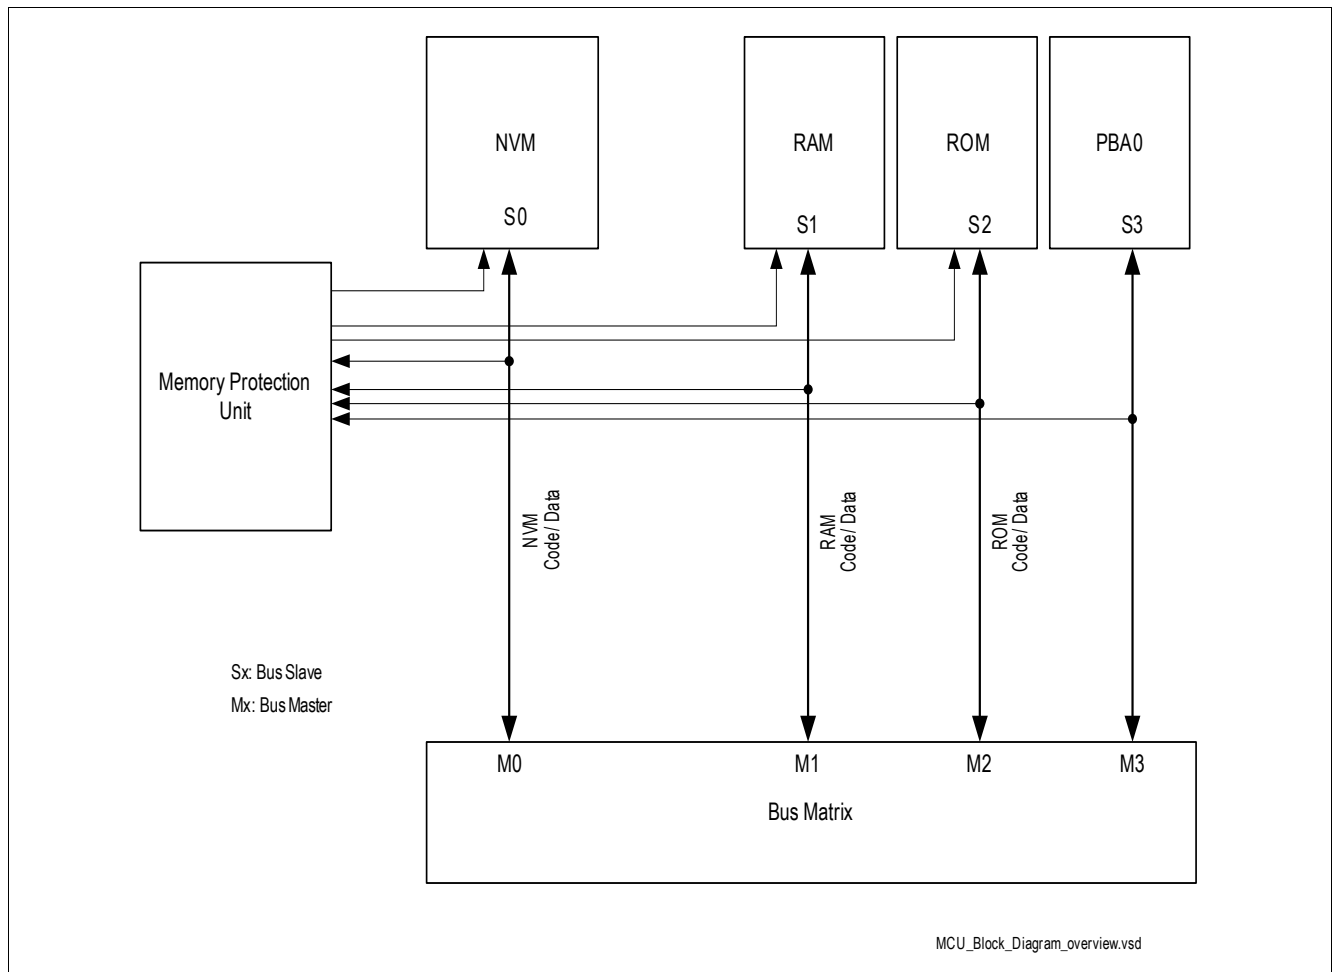 NVM
RAM
ROM
PBA0
S0
S1
S2
S3
Memory Protection
Unit
NVM
Code/ Data
RAM
Code/ Data
ROM
Code/ Data
Sx: Bus Slave
Mx: Bus Master
M0
M1
M2
M3
Bus Matrix
MCU_Block_Diagram_overview.vsd